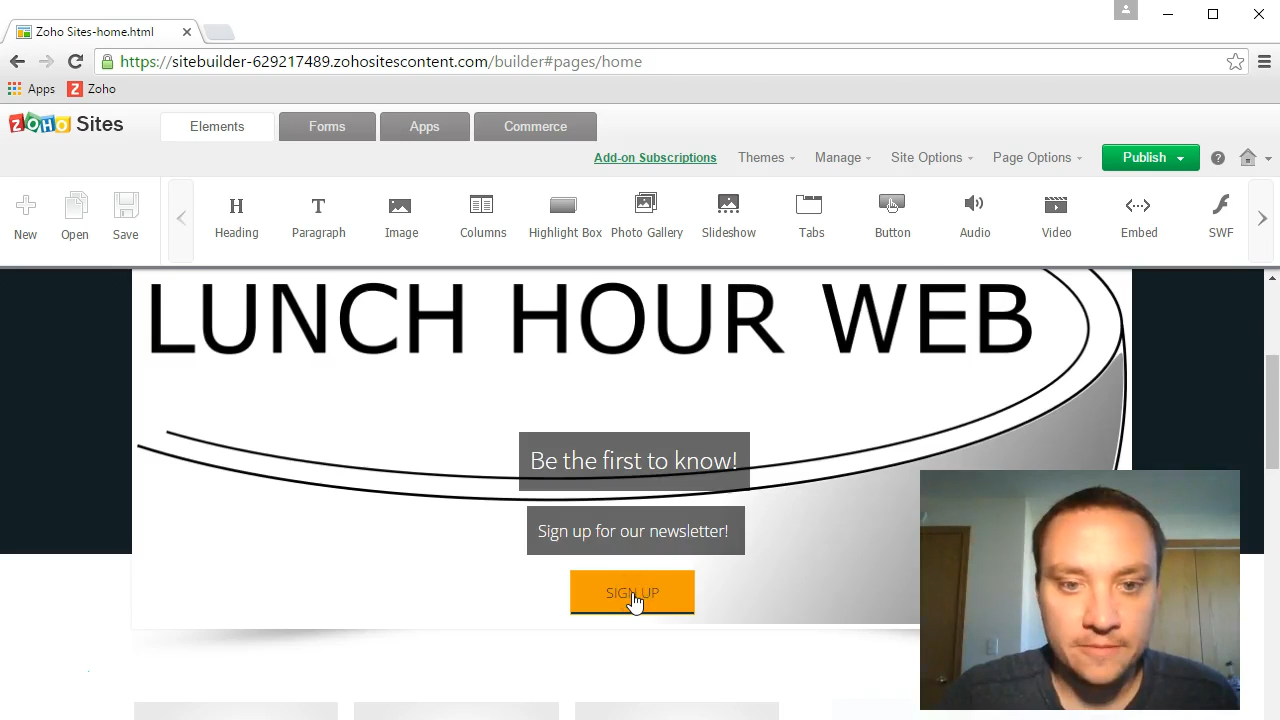 Zoho Sites-home.html
https://sitebuilder-629217489.zohositescontent.com/builder#pages/home
Apps Zoho
ZOHO Sites Elements Forms Apps Commerce
Add-on Subscriptions Themes Manage Site Options Page Options Publish ?
New Open Save Heading Paragraph Image Columns Highlight Box Photo Gallery Slideshow Tabs Button Audio Video Embed SWF
LUNCH HOUR WEB
Be the first to know!
Sign up for our newsletter!
SIGN UP